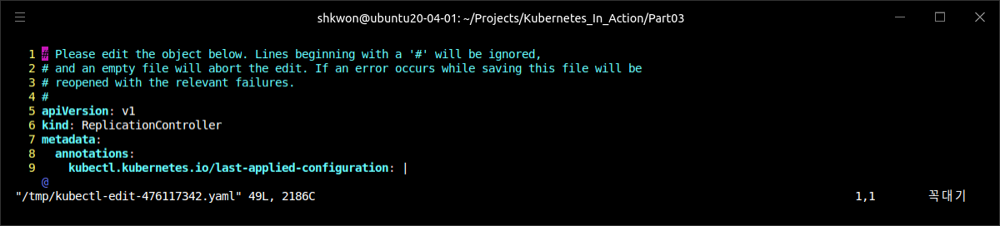 shkwon@ubuntu20-04-01: ~/Projects/Kubernetes_In_Action/Part03
1 # Please edit the object below. Lines beginning with a '#' will be ignored,
2 # and an empty file will abort the edit. If an error occurs while saving this file will be
3 # reopened with the relevant failures.
4 #
5 apiVersion: v1
6 kind: ReplicationController
7 metadata:
8   annotations:
9     kubectl.kubernetes.io/last-applied-configuration: |
@
"/tmp/kubectl-edit-476117342.yaml" 49L, 2186C 1,1 꼭대기